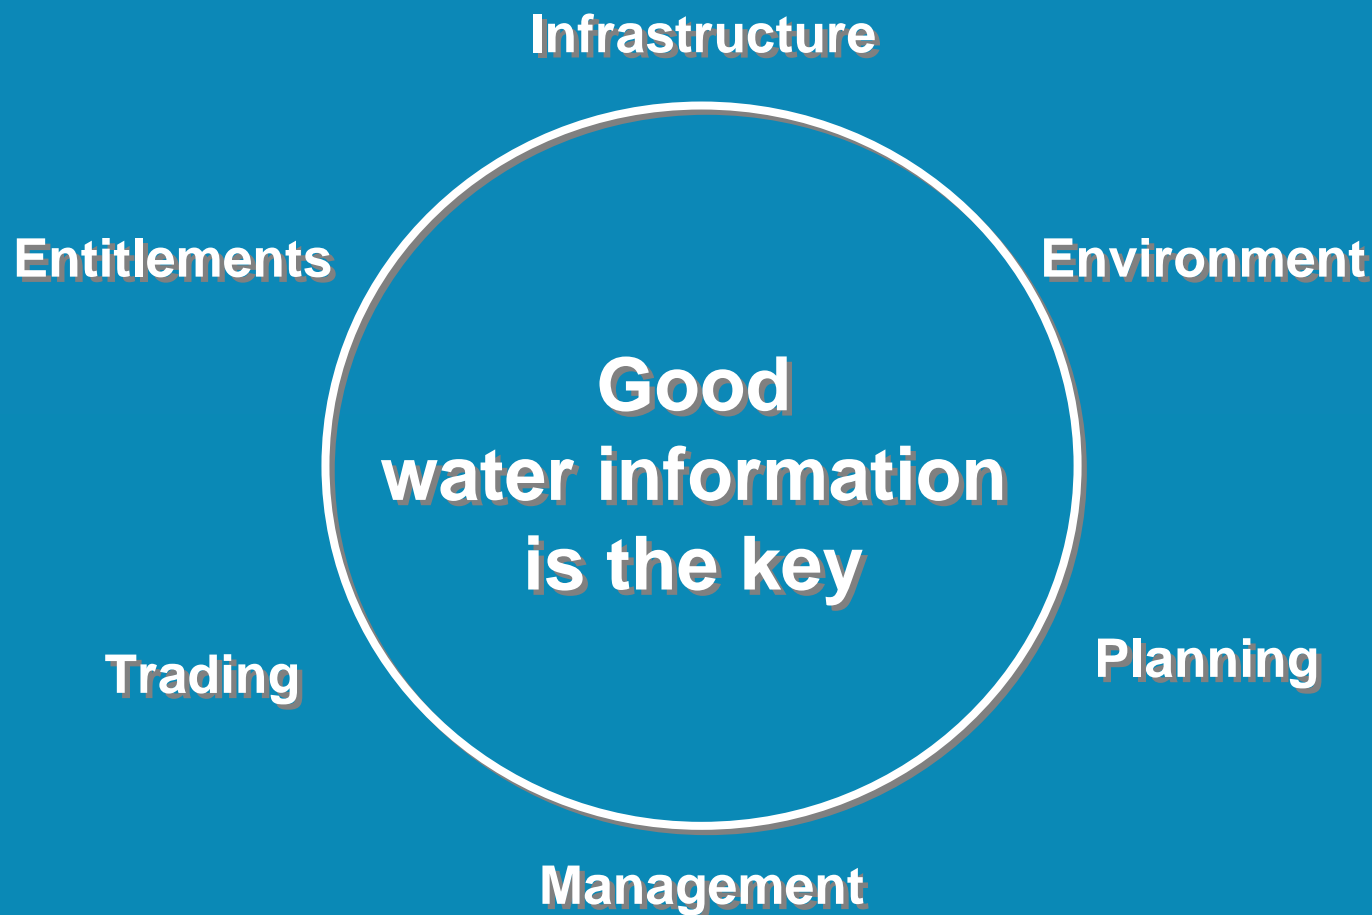 Infrastructure
Entitlements
Environment
Good
water information
is the key
Trading
Planning
Management